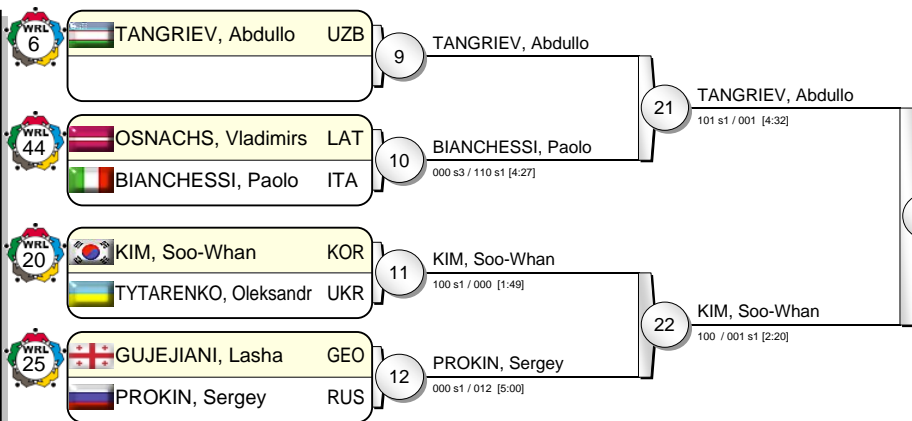 WRL
6
TANGRIEV, Abdullo UZB
9
TANGRIEV, Abdullo
WRL
44
OSNACHS, Vladimirs LAT
BIANCHESSI, Paolo ITA
10
BIANCHESSI, Paolo
000 s3 / 110 s1 [4:27]
21
TANGRIEV, Abdullo
101 s1 / 001 [4:32]
WRL
20
KIM, Soo-Whan KOR
TYTARENKO, Oleksandr UKR
11
KIM, Soo-Whan
100 s1 / 000 [1:49]
WRL
25
GUJEJIANI, Lasha GEO
PROKIN, Sergey RUS
12
PROKIN, Sergey
000 s1 / 012 [5:00]
22
KIM, Soo-Whan
100 / 001 s1 [2:20]